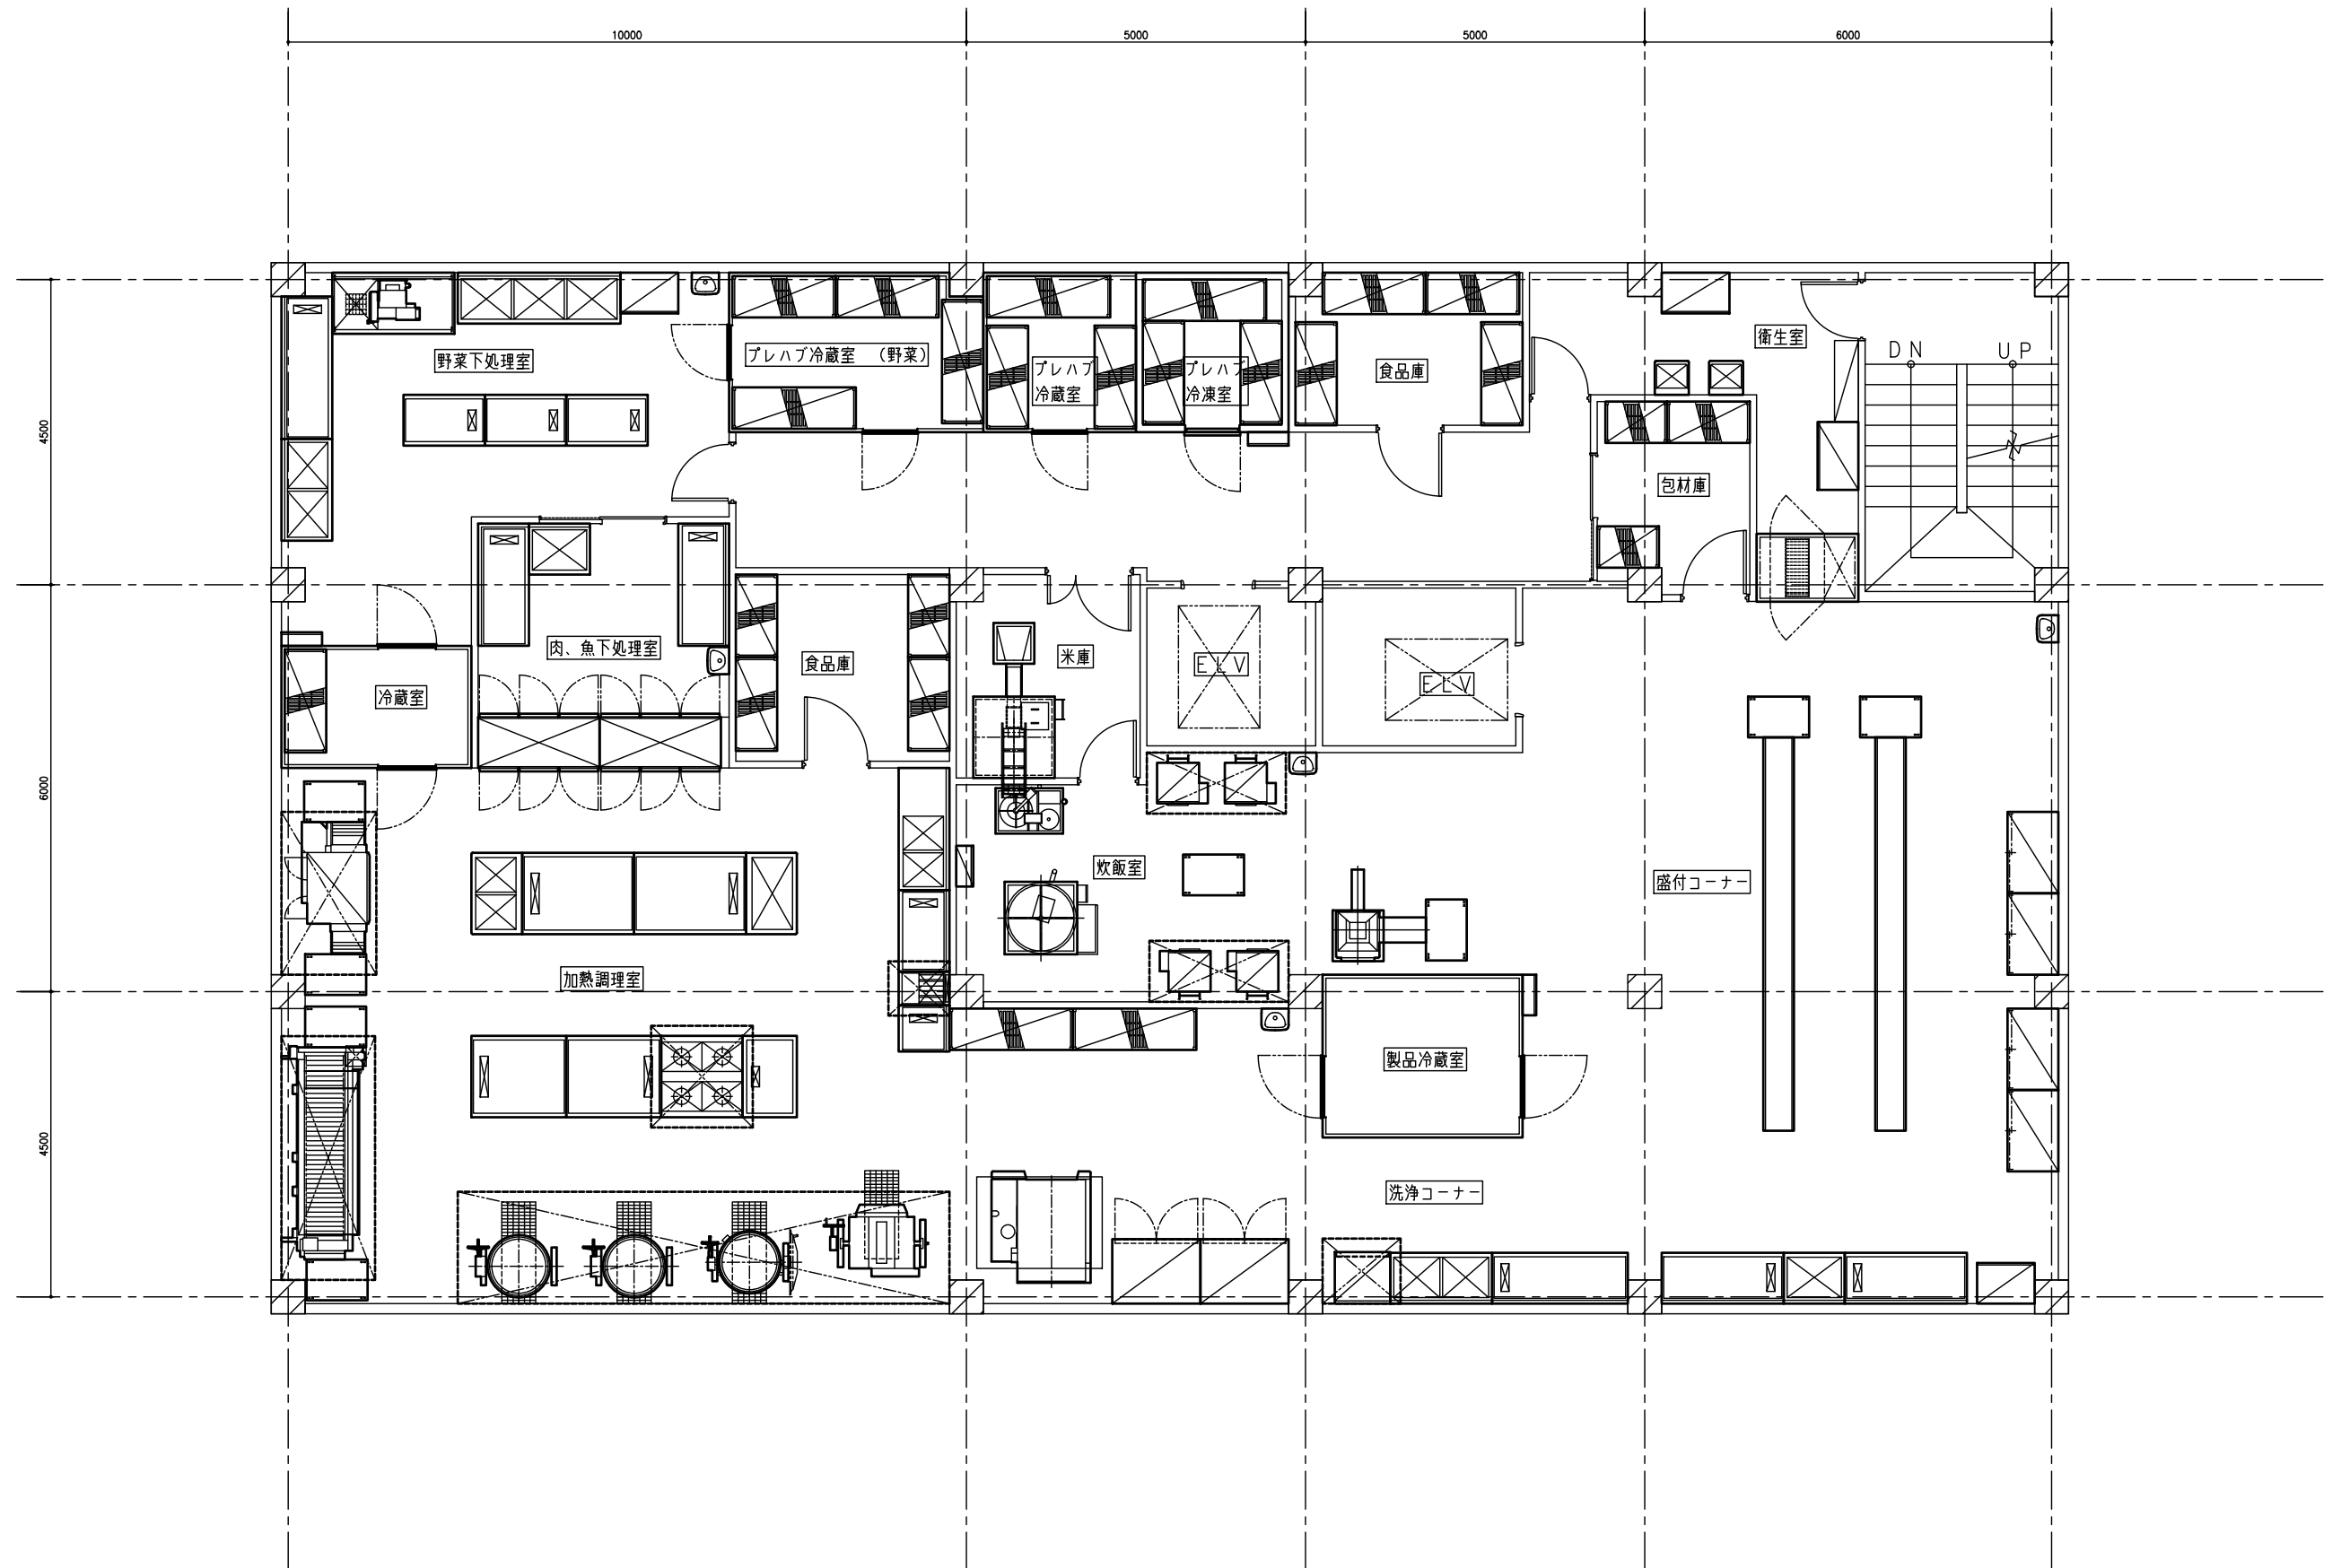 10000
5000
5000
6000
4500
6000
4500
野菜下処理室
プレハブ冷蔵室 （野菜）
プレハブ
冷蔵室
プレハブ
冷凍室
食品庫
衛生室
DN
UP
包材庫
肉、魚下処理室
冷蔵室
食品庫
米庫
ELV
ELV
炊飯室
盛付コーナー
加熱調理室
製品冷蔵室
洗浄コーナー